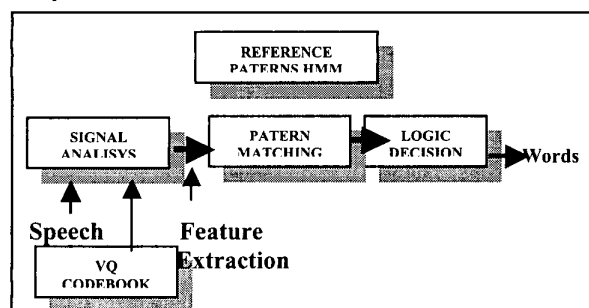 REFERENCE
PATERNS HMM
SIGNAL
ANALISYS
PATERN
MATCHING
LOGIC
DECISION
Words
Speech
Feature
Extraction
VQ
CODEBOOK